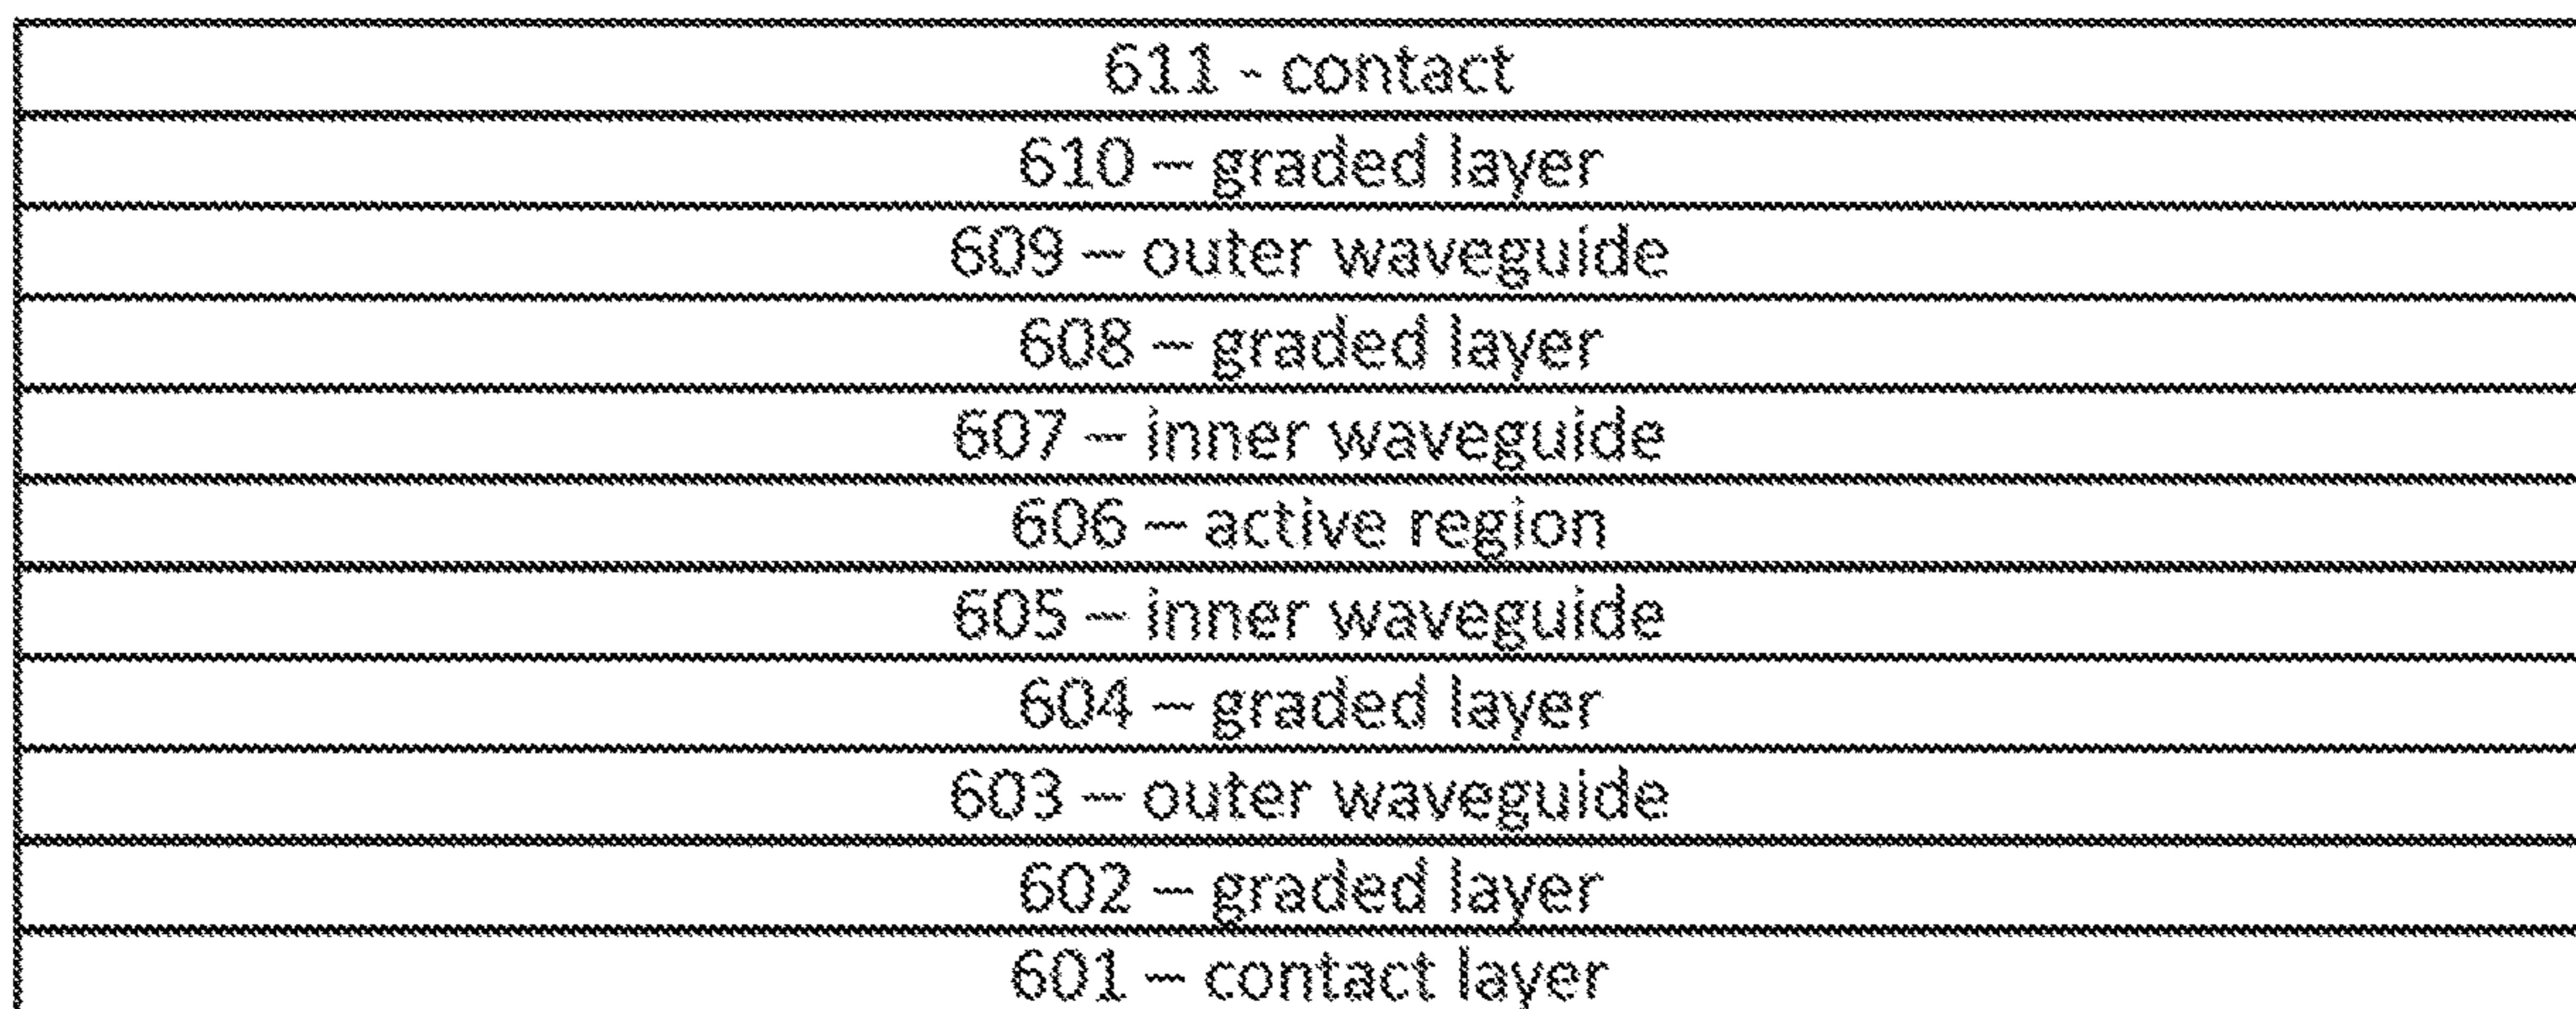 611 - contact
610 – graded layer
609 – outer waveguide
608 – graded layer
607 – inner waveguide
606 – active region
605 – inner waveguide
604 – graded layer
603 – outer waveguide
602 – graded layer
601 – contact layer